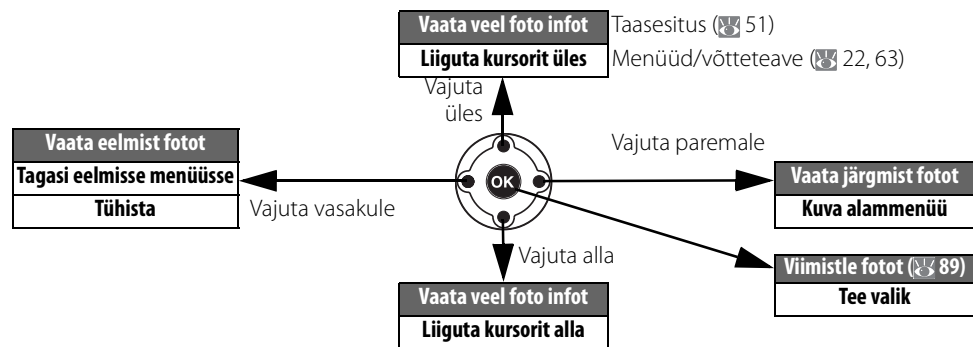 Vaata veel foto infot
Taasesitus (51)
Liiguta kursorit üles
Menüüd/võtteteave (22, 63)
Vajuta
üles
Vajuta paremale
Vaata eelmist fotot
Tagasi eelmisse menüüsse
Tühista
Vajuta vasakule
OK
Vaata järgmist fotot
Kuva alammenüü
Vajuta alla
Viimistle fotot (89)
Tee valik
Vaata veel foto infot
Liiguta kursorit alla